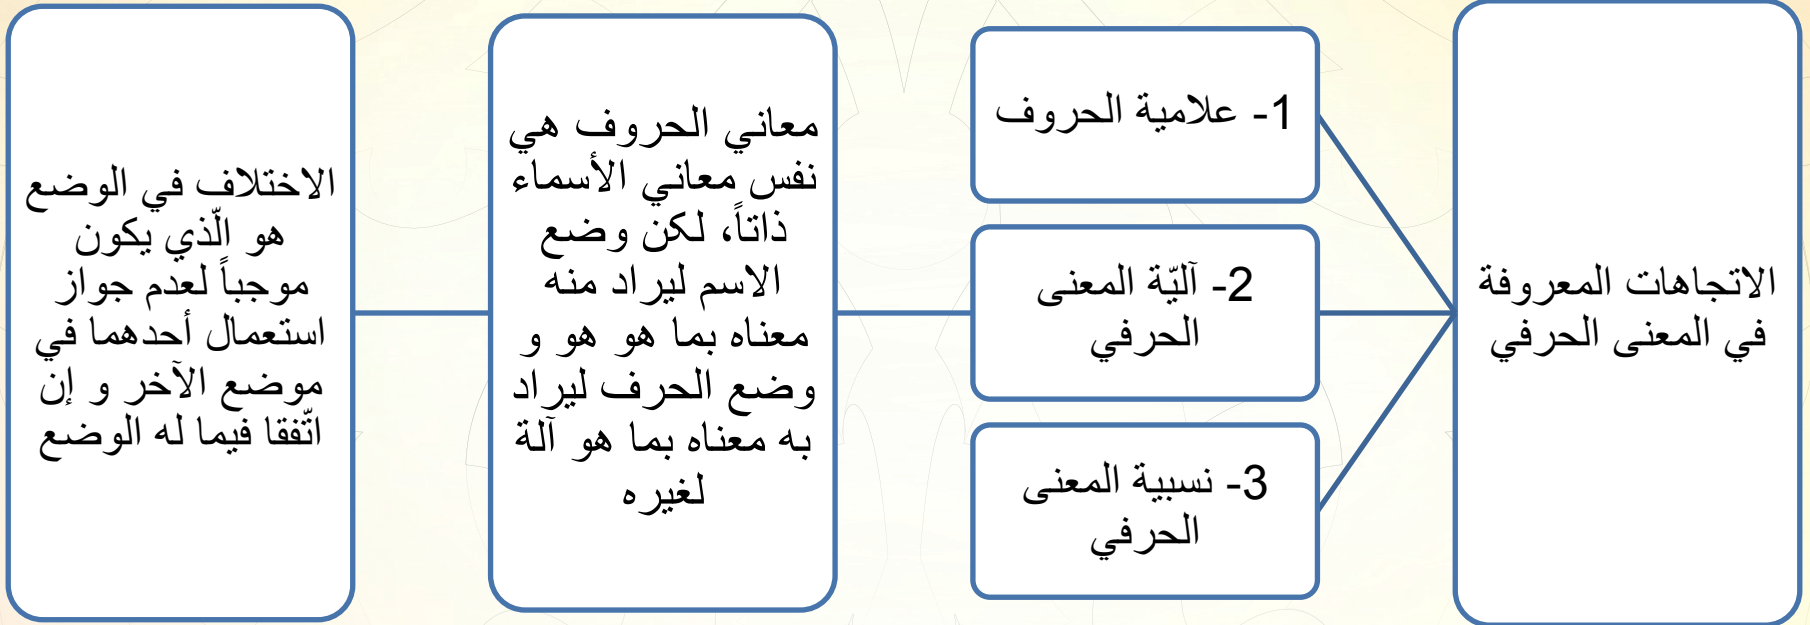 الاتجاهات المعروفة
في المعنى الحرفي
1- علامية الحروف
2- آليّة المعنى
الحرفي
3- نسبية المعنى
الحرفي
معاني الحروف هي
نفس معاني الأسماء
ذاتاً، لكن وضع
الاسم ليراد منه
معناه بما هو هو و
وضع الحرف ليراد
به معناه بما هو آلة
لغيره
الاختلاف في الوضع
هو الّذي يكون
موجباً لعدم جواز
استعمال أحدهما في
موضع الآخر و إن
اتّفقا فيما له الوضع